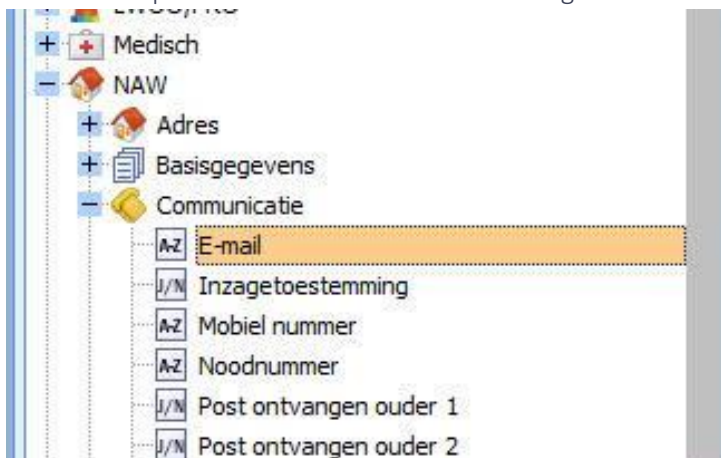 Medisch
NAW
Adres
Basisgegevens
Communicatie
A-Z E-mail
J/N Inzagetoestemming
A-Z Mobiel nummer
A-Z Noodnummer
J/N Post ontvangen ouder 1
J/N Post ontvangen ouder 2